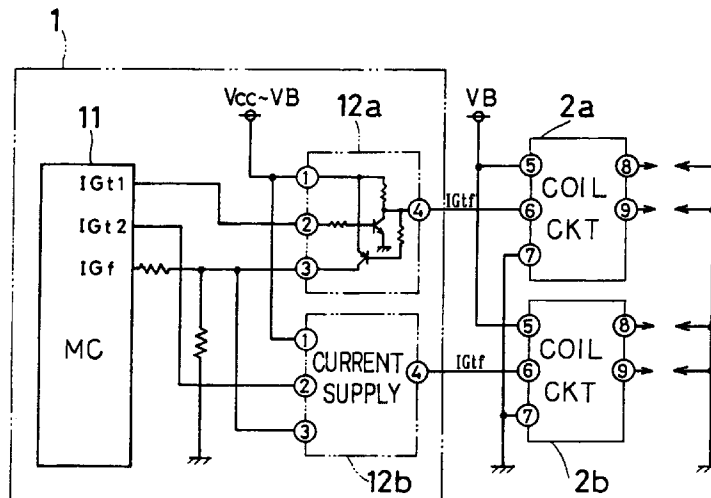 1
Vcc~VB
VB
11
12a
2a
IGt1
IGt2
IGf
MC
1
2
3
4
IGtf
5
6
7
8
9
COIL
CKT
1
2
3
4
CURRENT
SUPPLY
IGtf
5
6
7
8
9
COIL
CKT
12b
2b